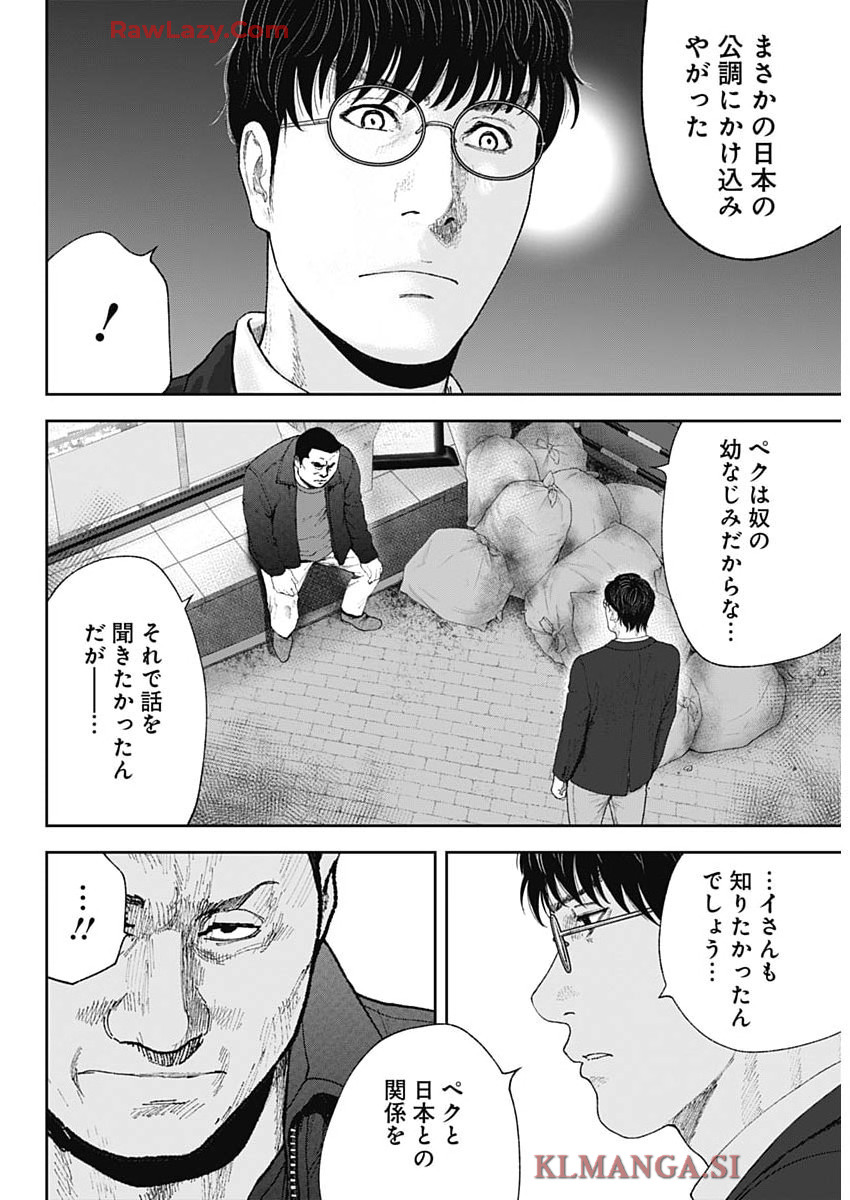 RawLazy.Com
まさかの日本の
公調にかけ込み
やがった
！
ペクは奴の
幼なじみだからな…
それで話を
聞きたかったん
だが――…
…イさんも
知りたかったん
でしょう…
ペクと
日本との
関係を
…!!
KLMANGA.SI